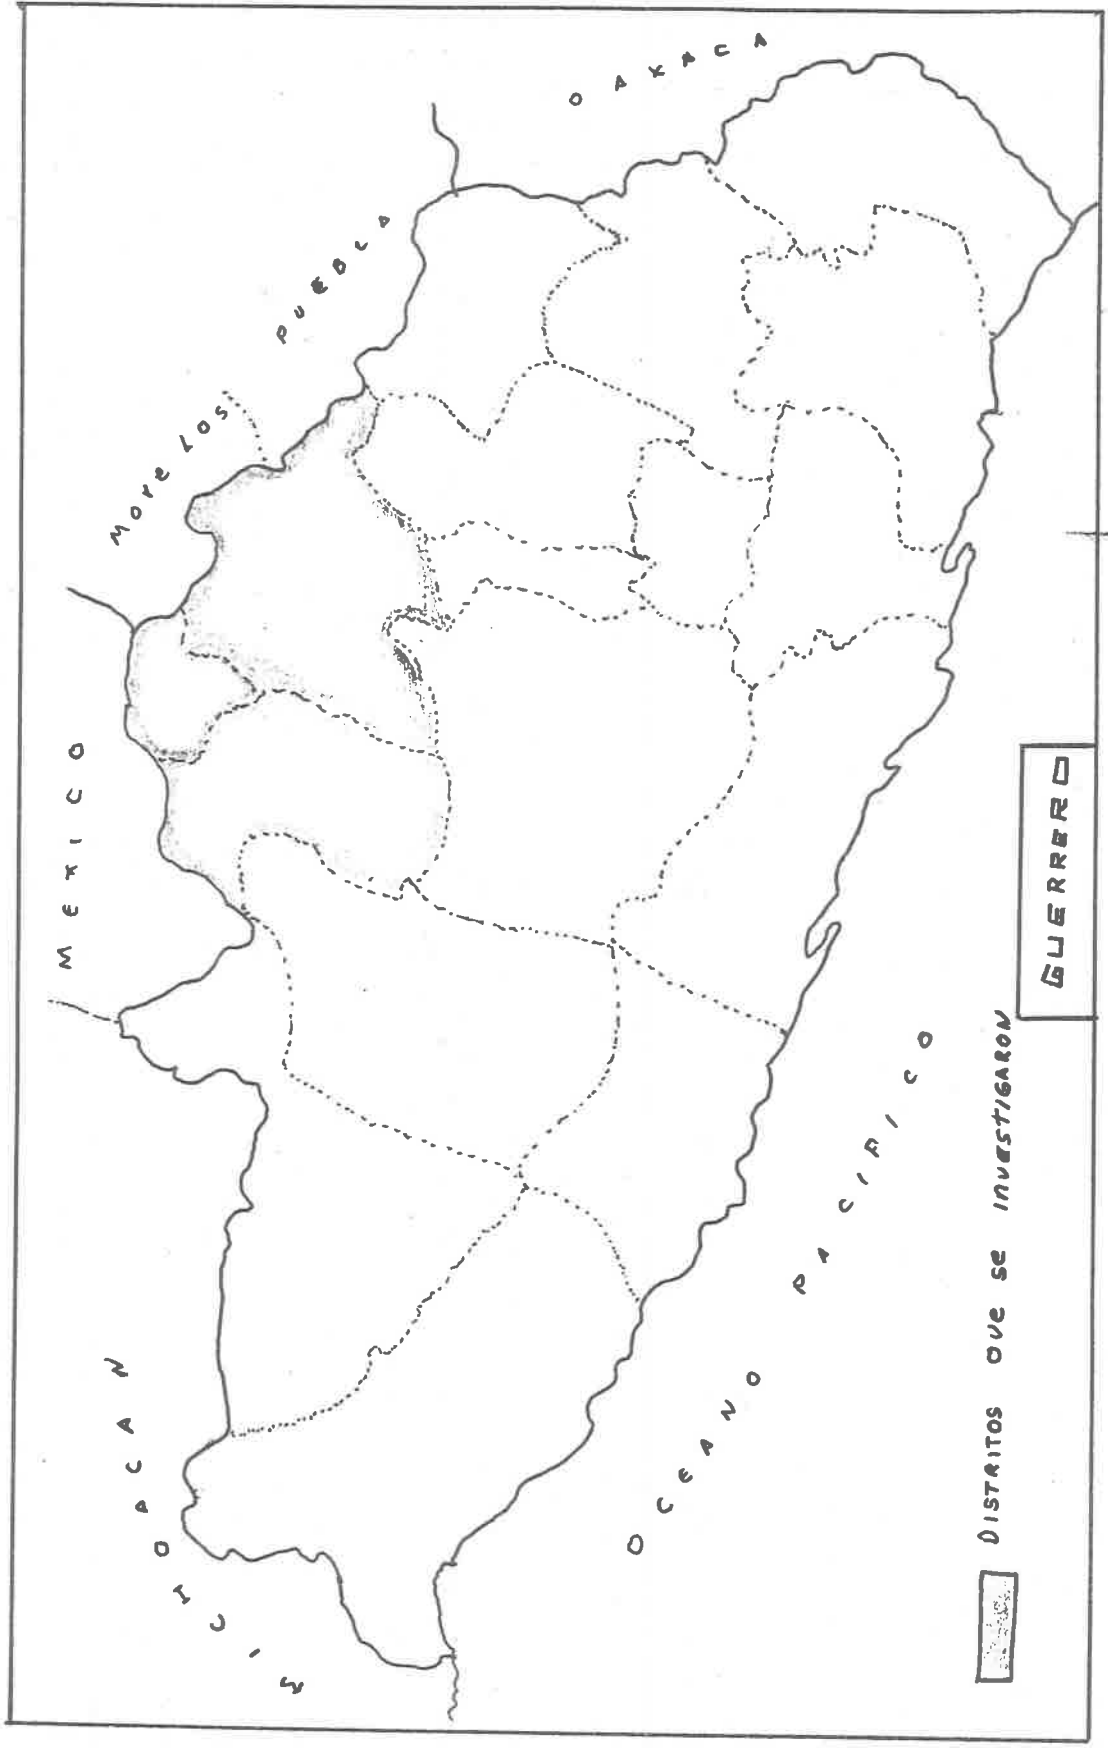 MEXICO
MoreLOS
PUEBLA
OAXACA
MICHOACAN
OCEANO PACIFICO
GUERRERO
DISTRITOS QUE SE INVESTIGARON